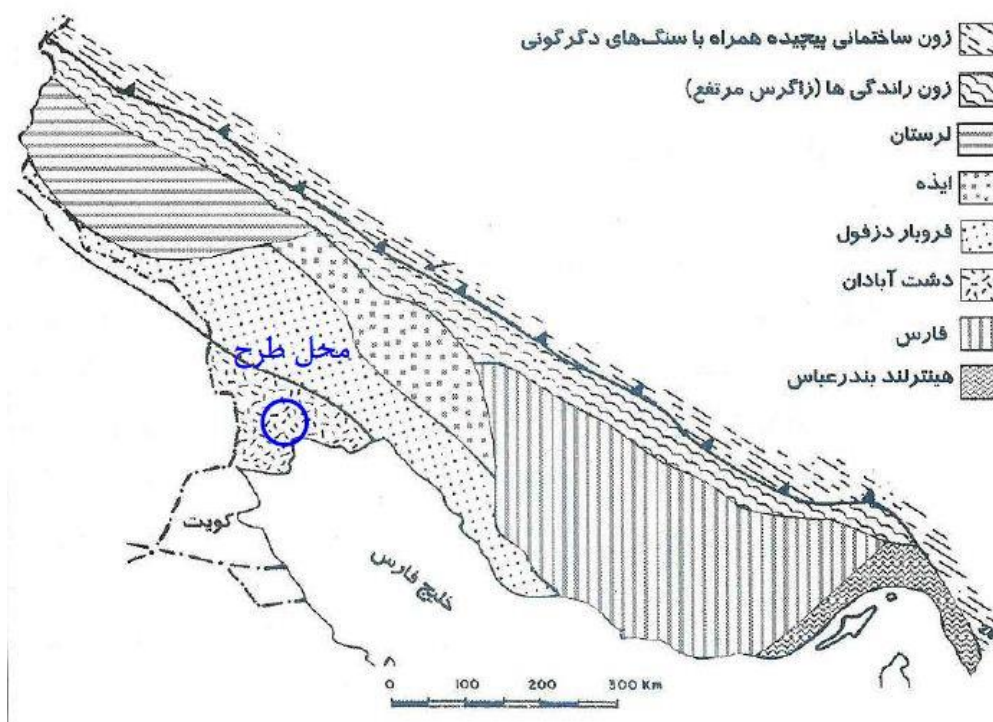 زون ساختمانی پیچیده همراه با سنگ‌های دگرگونی
زون راندگی ها (زاگرس مرتفع)
لرستان
ایذه
فروبار دزفول
دشت آبادان
فارس
هینترلند بندرعباس
محل طرح
کویت
خلیج فارس
0 100 200 300 Km